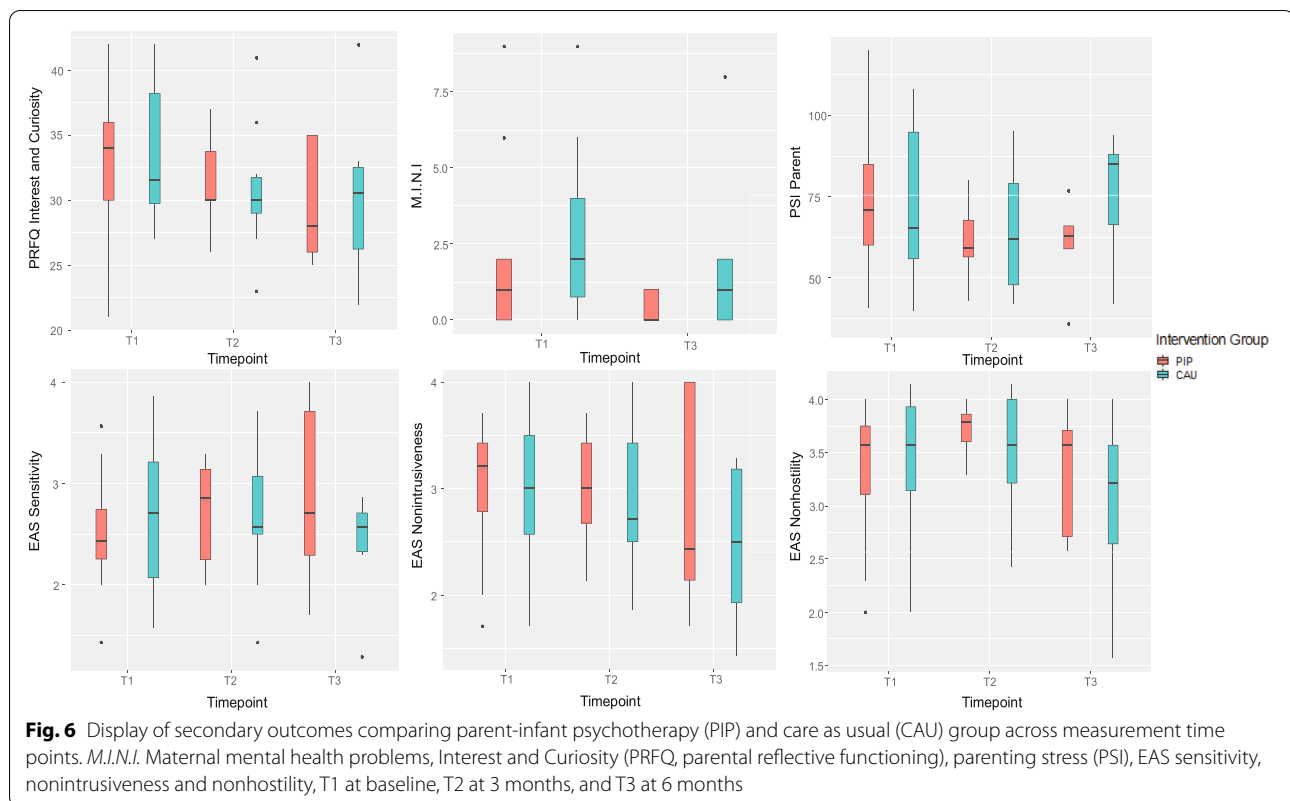 PRFQ Interest and Curiosity
40
35
30
25
20
T1 T2 T3
Timepoint
M.I.N.I
7.5
5.0
2.5
0.0
T1 T3
Timepoint
PSI Parent
100
75
50
T1 T2 T3
Timepoint
Intervention Group
PIP
CAU
EAS Sensitivity
4
3
2
T1 T2 T3
Timepoint
EAS Nonintrusiveness
4
3
2
T1 T2 T3
Timepoint
EAS Nonhostility
4.0
3.5
3.0
2.5
2.0
1.5
T1 T2 T3
Timepoint
Fig. 6 Display of secondary outcomes comparing parent-infant psychotherapy (PIP) and care as usual (CAU) group across measurement time
points. M.I.N.I. Maternal mental health problems, Interest and Curiosity (PRFQ, parental reflective functioning), parenting stress (PSI), EAS sensitivity,
nonintrusiveness and nonhostility, T1 at baseline, T2 at 3 months, and T3 at 6 months